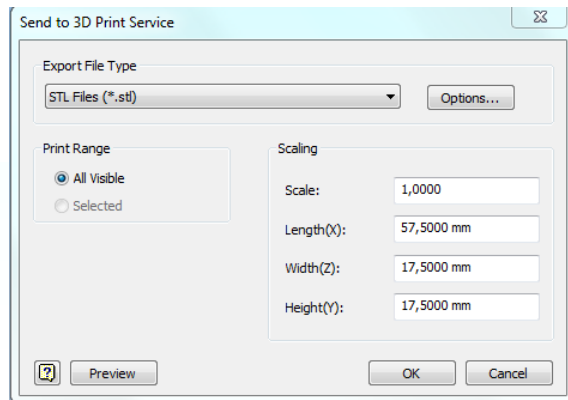 Send to 3D Print Service
Export File Type
STL Files (*.stl)
Options...
Print Range
All Visible
Selected
Scaling
Scale: 1,0000
Length(X): 57,5000 mm
Width(Z): 17,5000 mm
Height(Y): 17,5000 mm
?
Preview
OK
Cancel